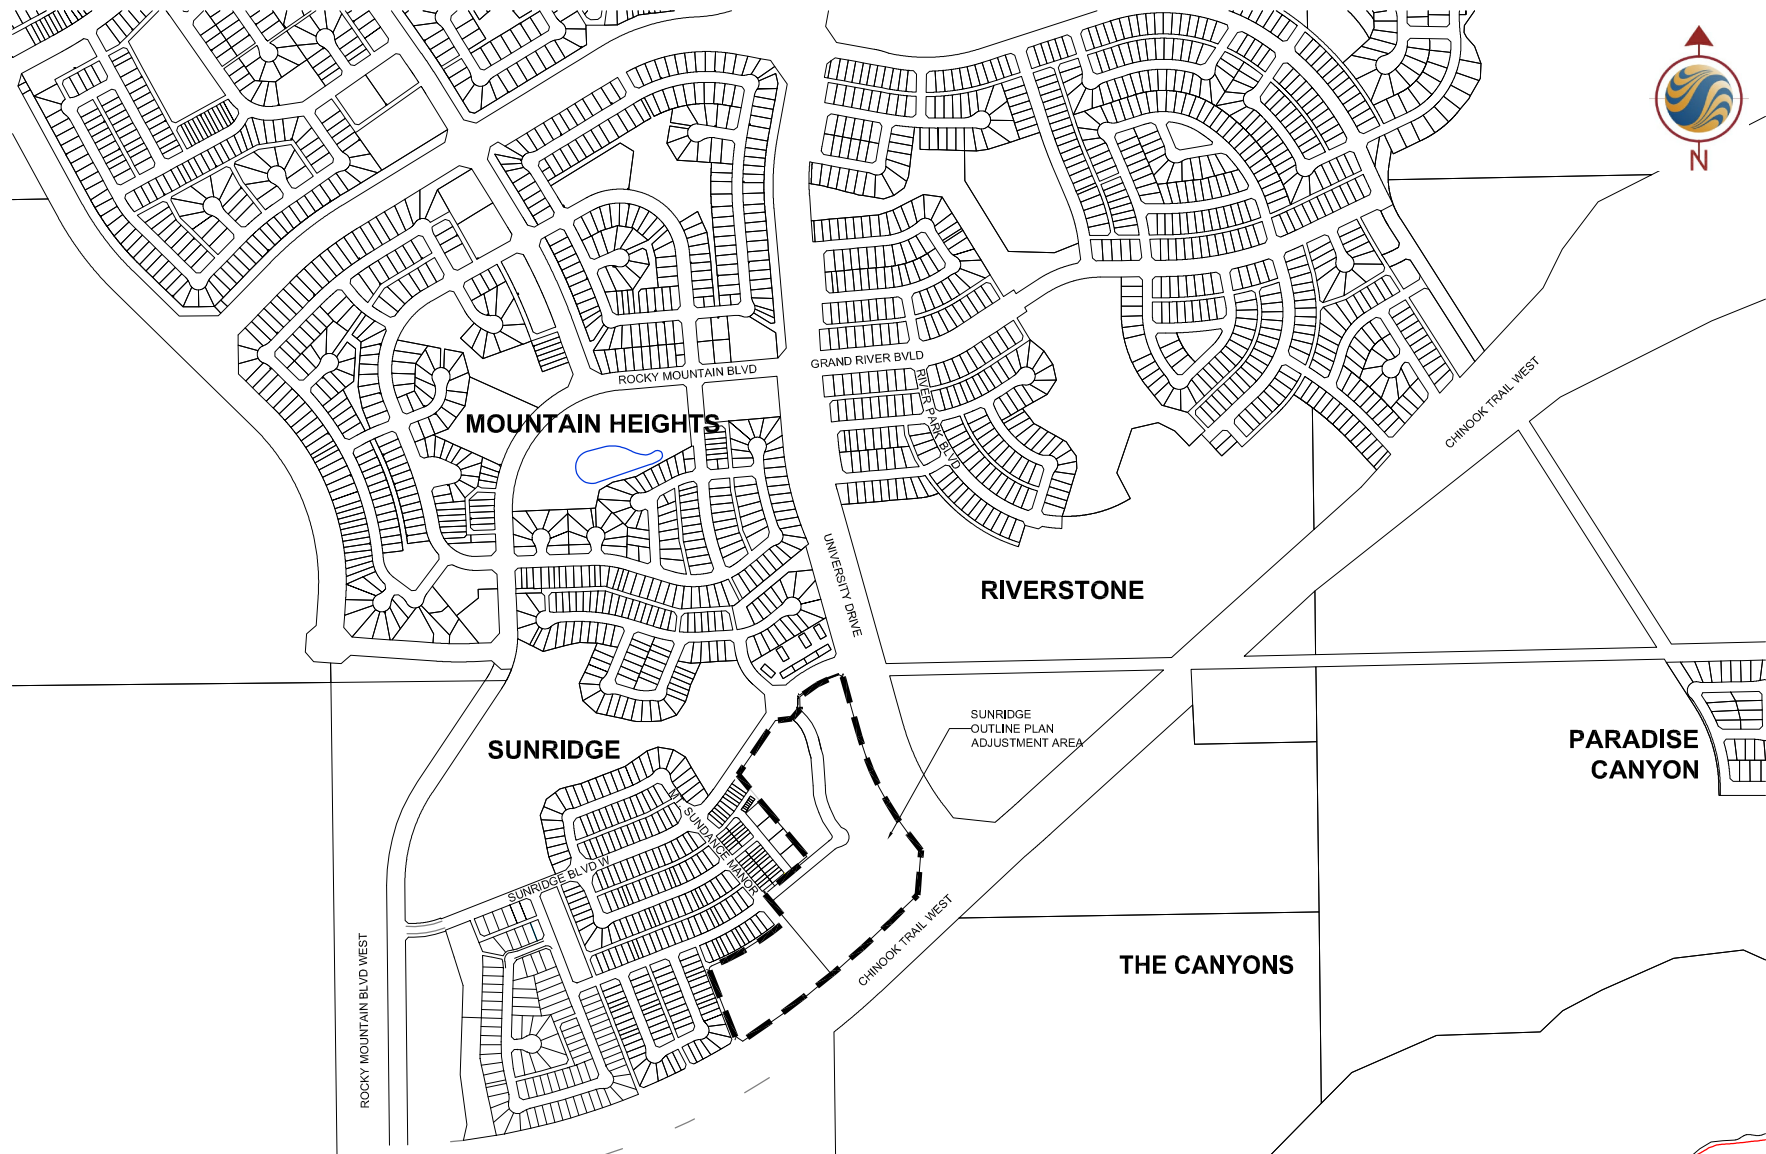 N
GRAND RIVER BVLD
ROCKY MOUNTAIN BLVD
RIVER PARK BLVD
CHINOOK TRAIL WEST
MOUNTAIN HEIGHTS
UNIVERSITY DRIVE
RIVERSTONE
SUNRIDGE
OUTLINE PLAN
ADJUSTMENT AREA
SUNRIDGE
PARADISE
CANYON
MT. SUNDANCE MANOR
SUNRIDGE BLVD W
CHINOOK TRAIL WEST
THE CANYONS
ROCKY MOUNTAIN BLVD WEST